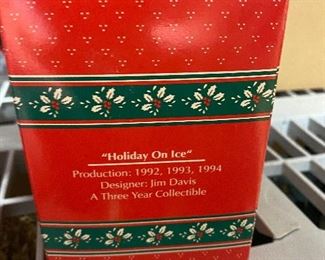 "Holiday On Ice"
Production: 1992, 1993, 1994
Designer: Jim Davis
A Three Year Collectible